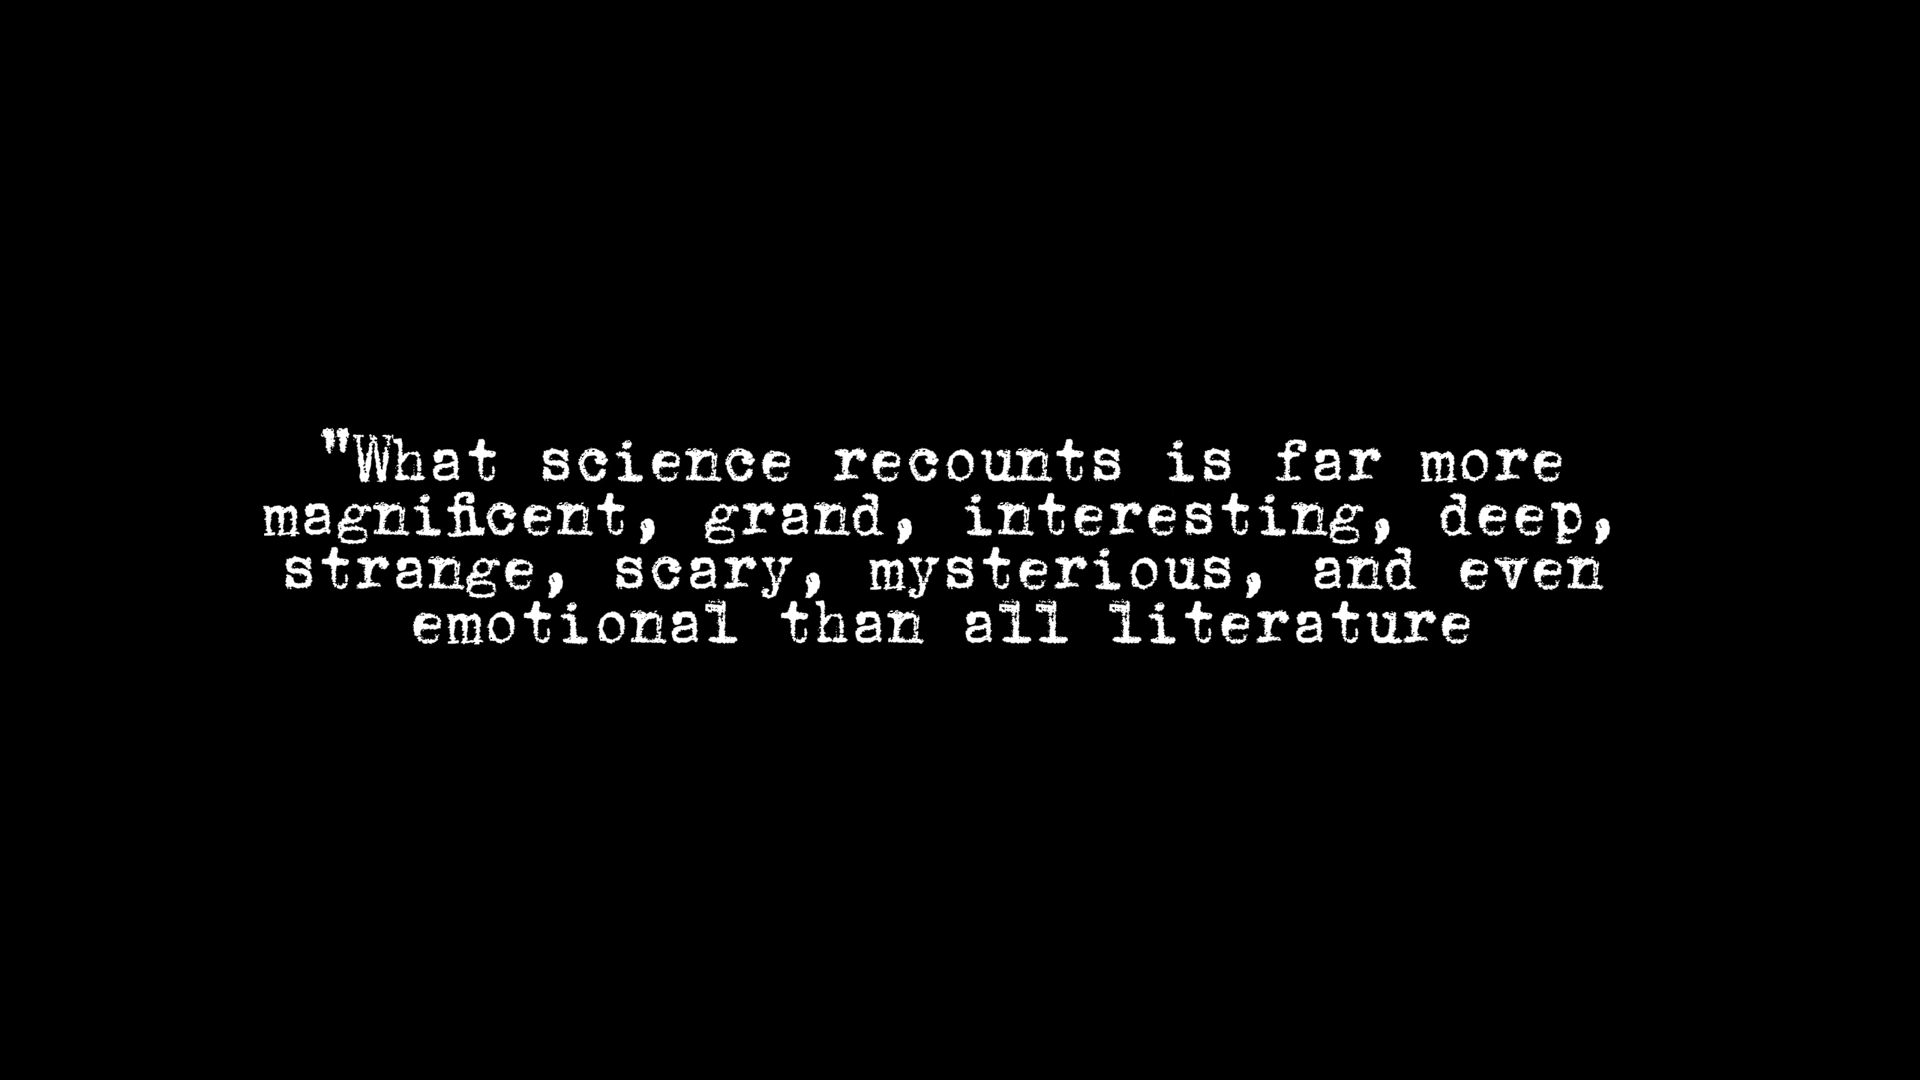 "What science recounts is far more
magnificent, grand, interesting, deep,
strange, scary, mysterious, and even
emotional than all literature